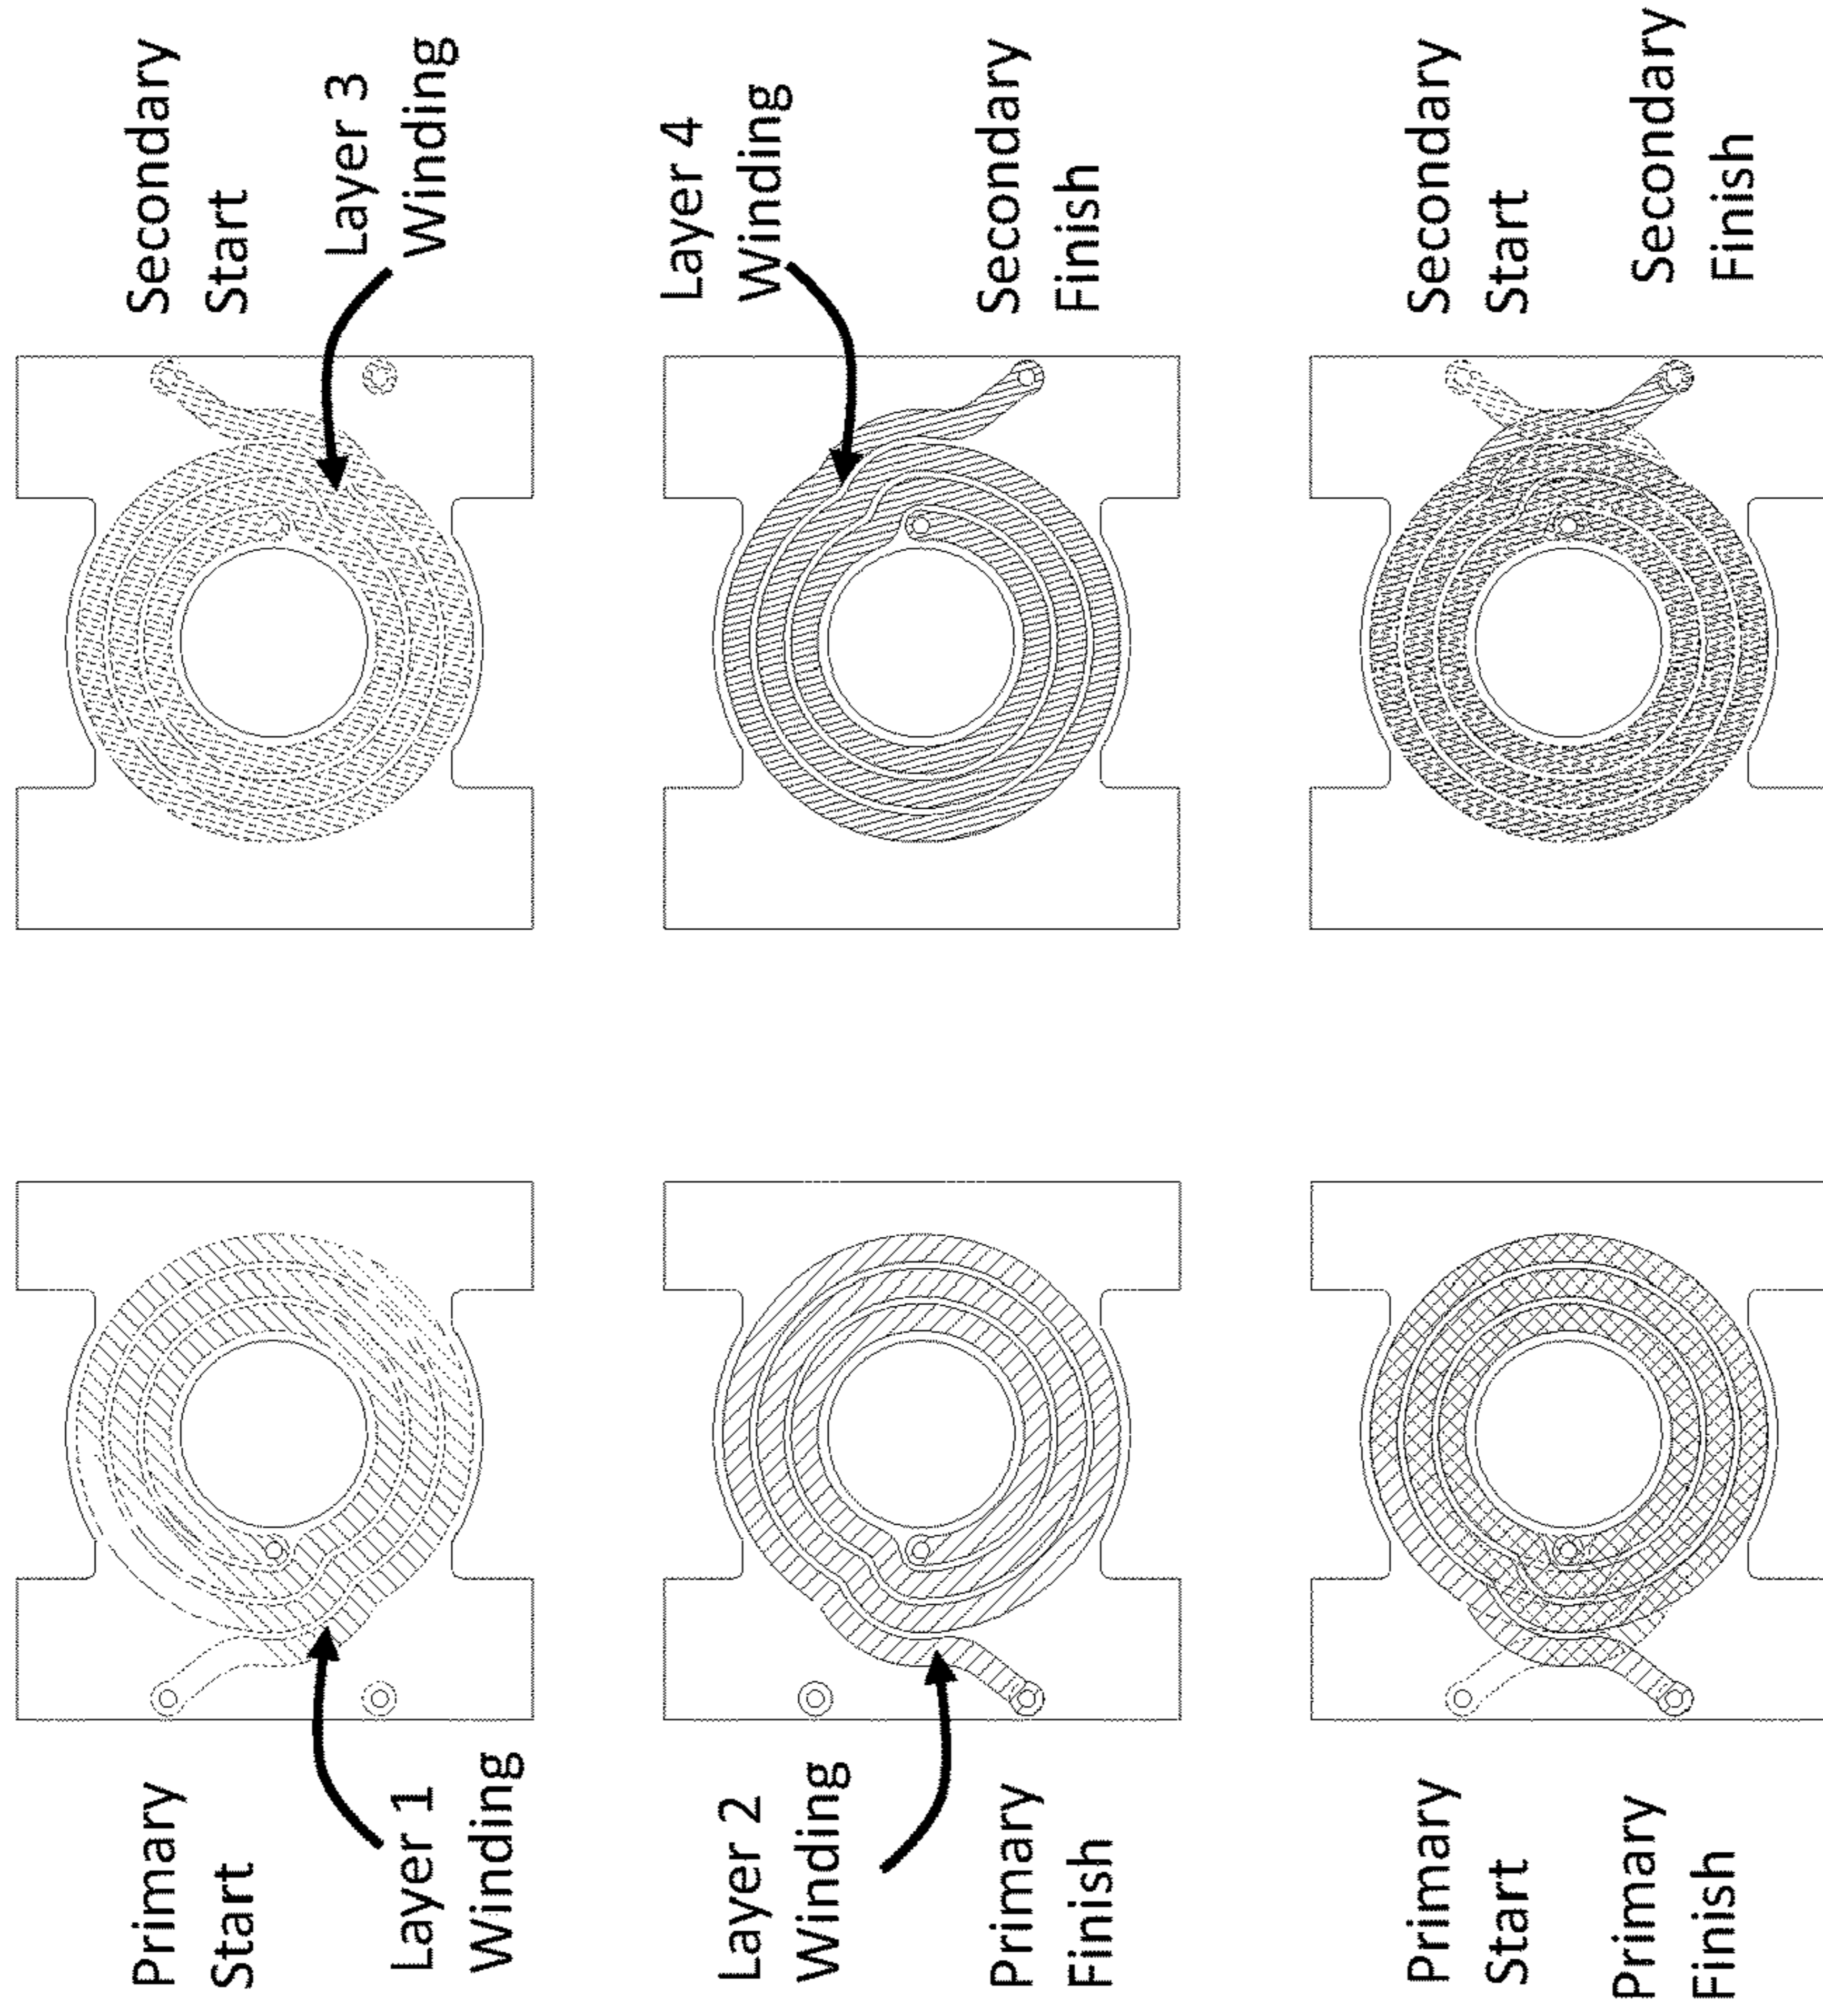 Primary
Start
Layer 1
Winding
Secondary
Start
Layer 3
Winding
Layer 2
Winding
Primary
Finish
Layer 4
Winding
Secondary
Finish
Primary
Start
Primary
Finish
Secondary
Start
Secondary
Finish